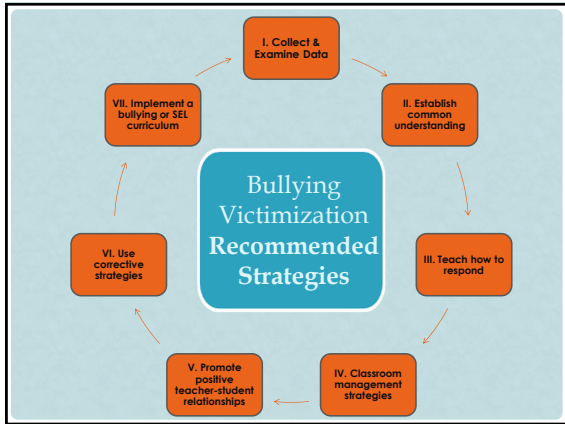 I. Collect &
Examine Data
II. Establish
common
understanding
III. Teach how to
respond
IV. Classroom
management
strategies
V. Promote
positive
teacher-student
relationships
VI. Use
corrective
strategies
VII. Implement a
bullying or SEL
curriculum
Bullying
Victimization
Recommended
Strategies